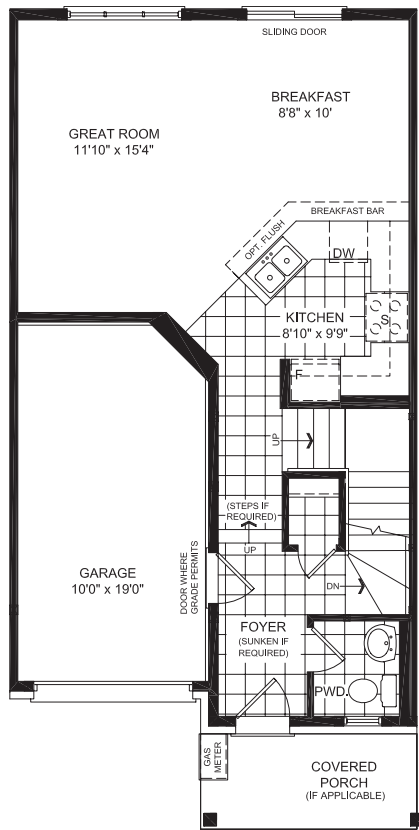 SLIDING DOOR
BREAKFAST
8'8" x 10'
GREAT ROOM
11'10" x 15'4"
BREAKFAST BAR
OPT. FLUSH
DW
KITCHEN
8'10" x 9'9"
S
F
UP
(STEPS IF
REQUIRED)
UP
DOOR WHERE
GRADE PERMITS
GARAGE
10'0" x 19'0"
DN
FOYER
(SUNKEN IF
REQUIRED)
PWD.
GAS
METER
COVERED
PORCH
(IF APPLICABLE)